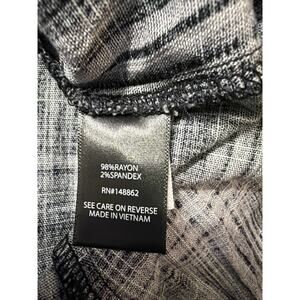 98%RAYON
2%SPANDEX
RN#148862
SEE CARE ON REVERSE
MADE IN VIETNAM